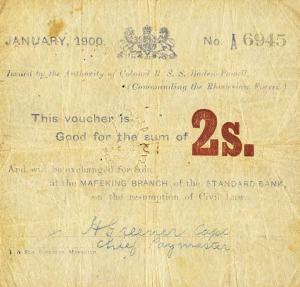 JANUARY, 1900. No. A 6945
Issued by the Authority of Colonel R. S. S. Baden-Powell,
(Commanding the Rhodesian Forces.)
This voucher is
Good for the sum of 2s.
And will be exchanged for Coin
at the MAFEKING BRANCH of the STANDARD BANK,
on the resumption of Civil Law.
H Greener Capt
Chief Paymaster